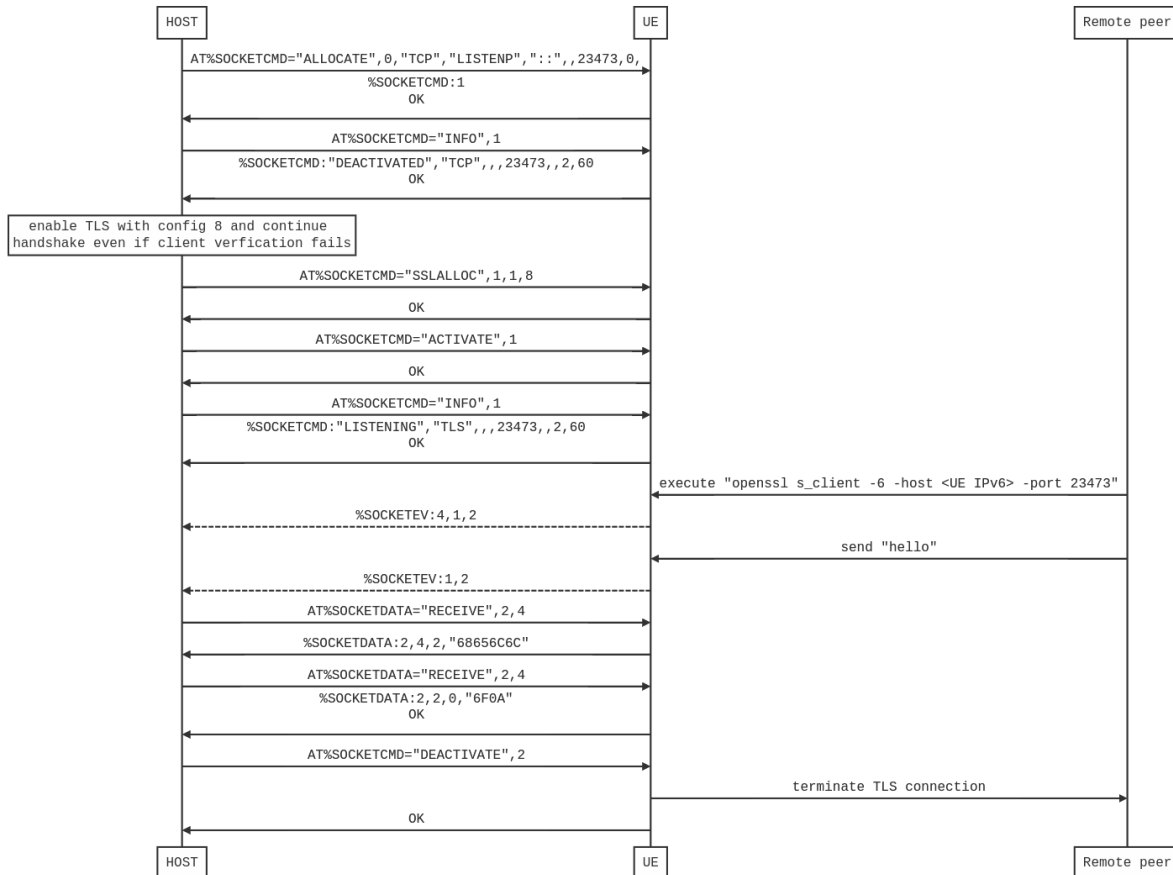 HOST UE Remote peer
AT%SOCKETCMD="ALLOCATE",0,"TCP","LISTENP","::",,23473,0,
%SOCKETCMD:1
OK
AT%SOCKETCMD="INFO",1
%SOCKETCMD:"DEACTIVATED","TCP",,,23473,,2,60
OK
enable TLS with config 8 and continue
handshake even if client verfication fails
AT%SOCKETCMD="SSLALLOC",1,1,8
OK
AT%SOCKETCMD="ACTIVATE",1
OK
AT%SOCKETCMD="INFO",1
%SOCKETCMD:"LISTENING","TLS",,,23473,,2,60
OK
execute "openssl s_client -6 -host <UE IPv6> -port 23473"
%SOCKETEV:4,1,2
send "hello"
%SOCKETEV:1,2
AT%SOCKETDATA="RECEIVE",2,4
%SOCKETDATA:2,4,2,"68656C6C"
AT%SOCKETDATA="RECEIVE",2,4
%SOCKETDATA:2,2,0,"6F0A"
OK
AT%SOCKETCMD="DEACTIVATE",2
terminate TLS connection
OK
HOST UE Remote peer